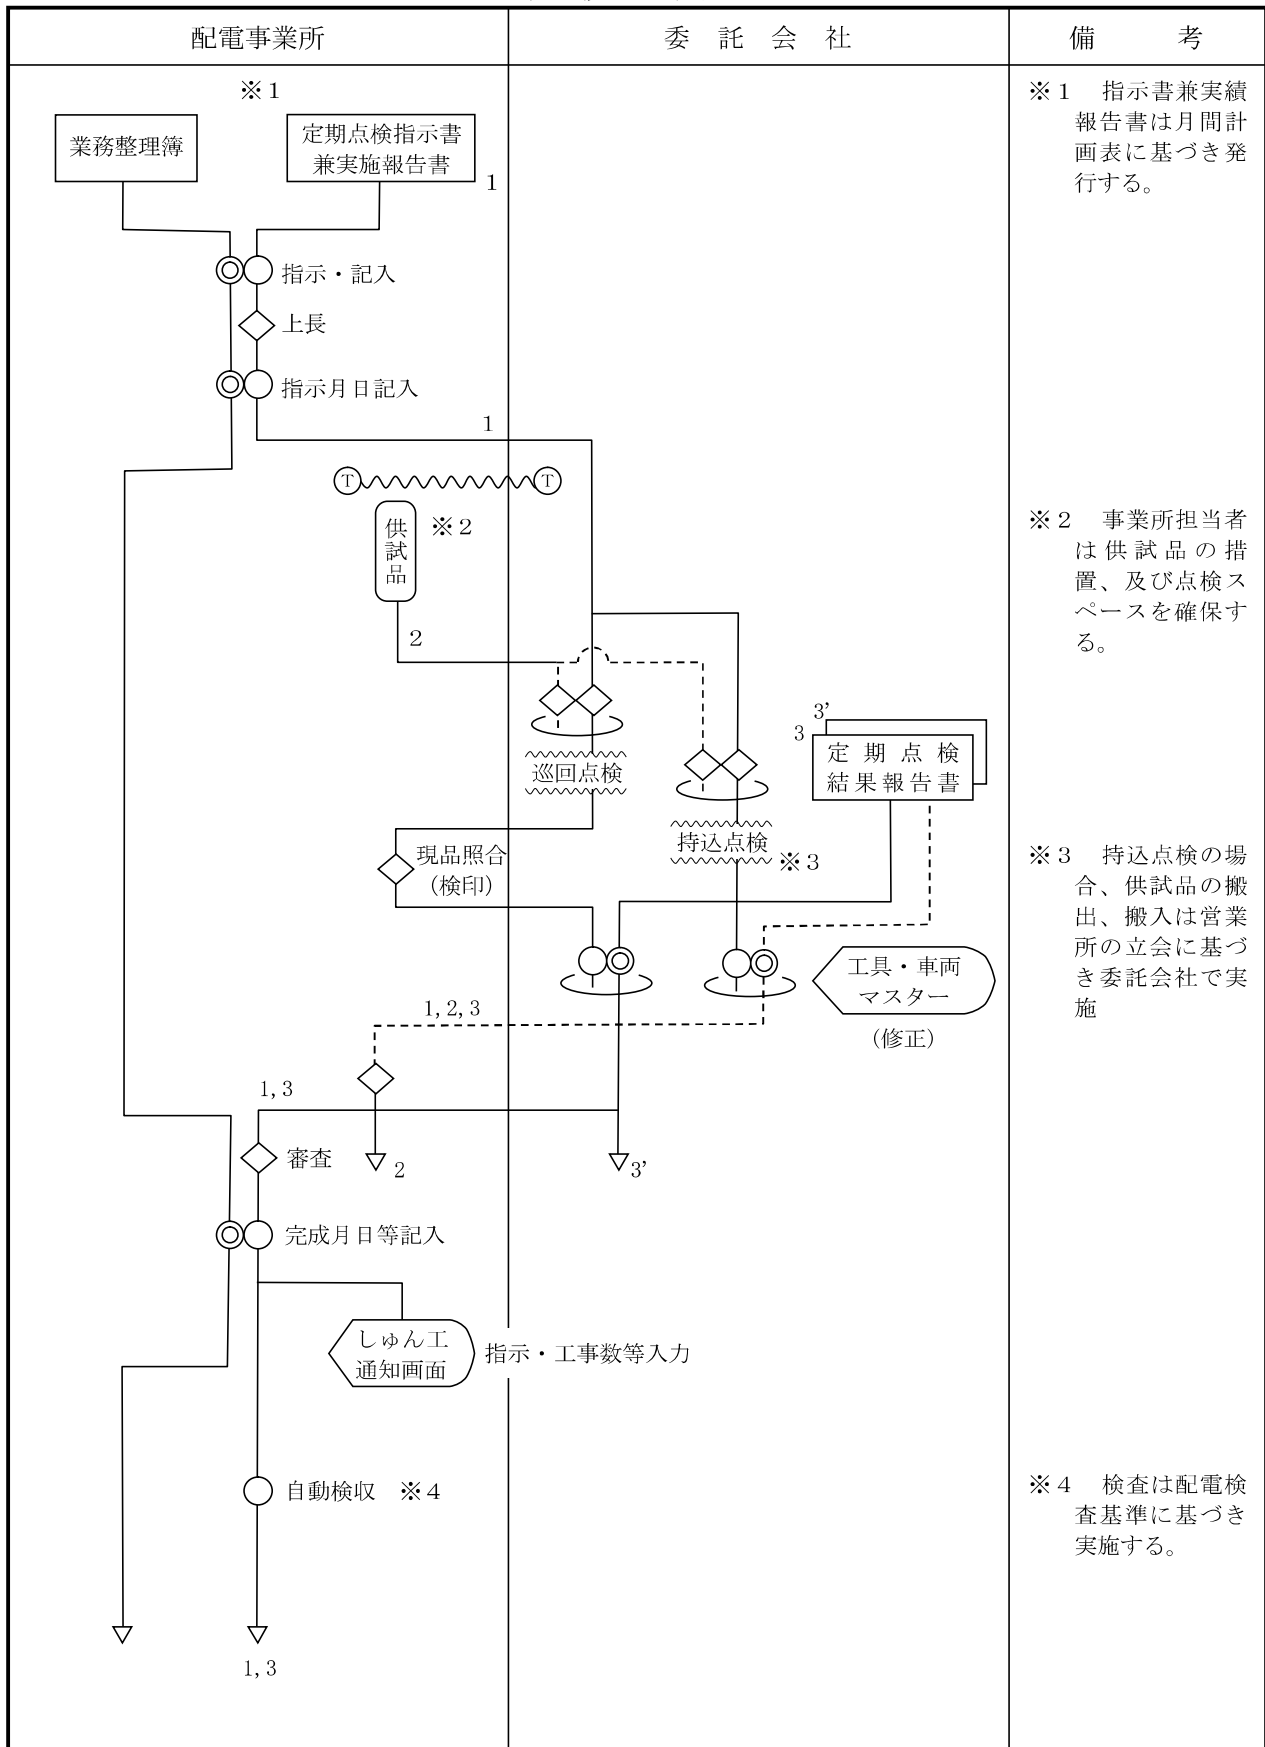 配電事業所
委託会社
備考
※1
業務整理簿
定期点検指示書
兼実施報告書
1
指示・記入
上長
指示月日記入
1
T
T
供試品
※2
2
巡回点検
3'
3
定期点検
結果報告書
持込点検
※3
現品照合
(検印)
工具・車両
マスター
(修正)
1, 2, 3
1, 3
審査
2
3'
完成月日等記入
しゅん工
通知画面
指示・工事数等入力
自動検収 ※4
1, 3
※1 指示書兼実績
報告書は月間計
画表に基づき発
行する。
※2 事業所担当者
は供試品の措
置、及び点検ス
ペースを確保す
る。
※3 持込点検の場
合、供試品の搬
出、搬入は営業
所の立会に基づ
き委託会社で実
施
※4 検査は配電検
査基準に基づき
実施する。